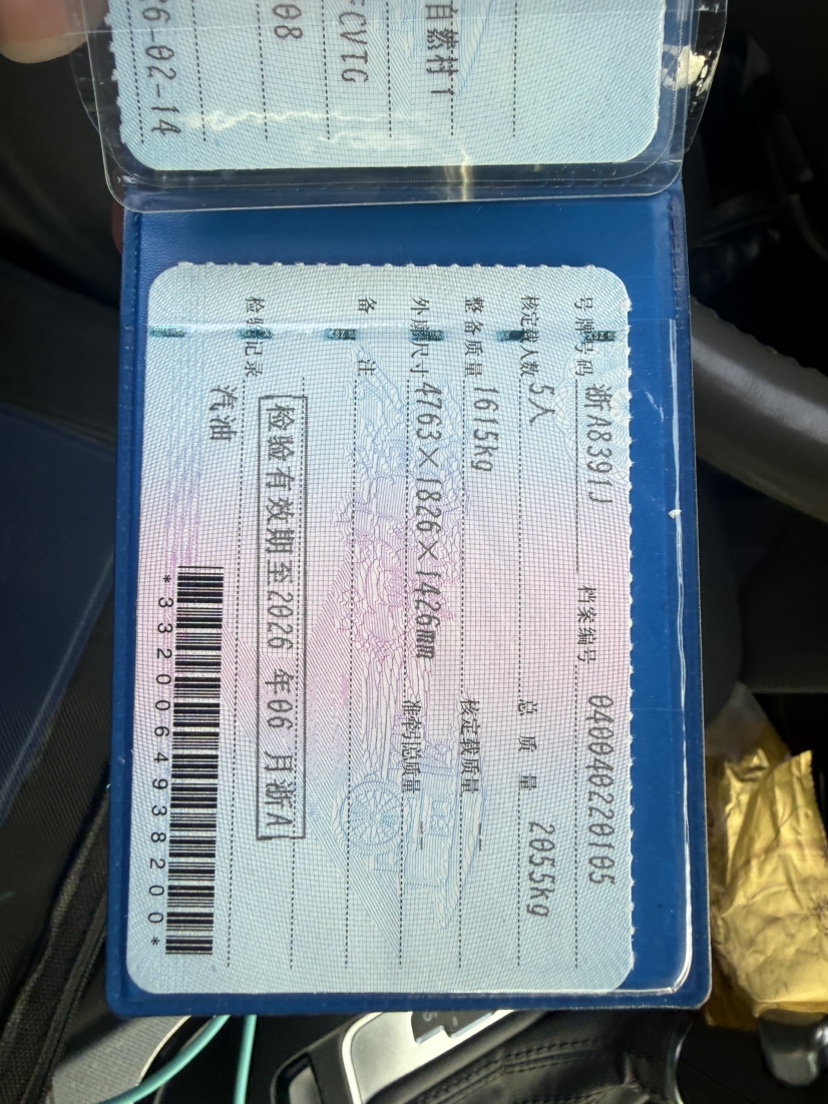 自然村1
FCVTG
08
6-02-14
号牌号码 浙A8391J 档案编号 040040220105
核定载人数 5人 总质量 2055kg
整备质量 1615kg 核定载质量 --
外廓尺寸 4763×1826×1426mm 准牵引总质量 --
备注
检验有效期至2026年06月浙A
检验记录
汽油
*3320064938200*